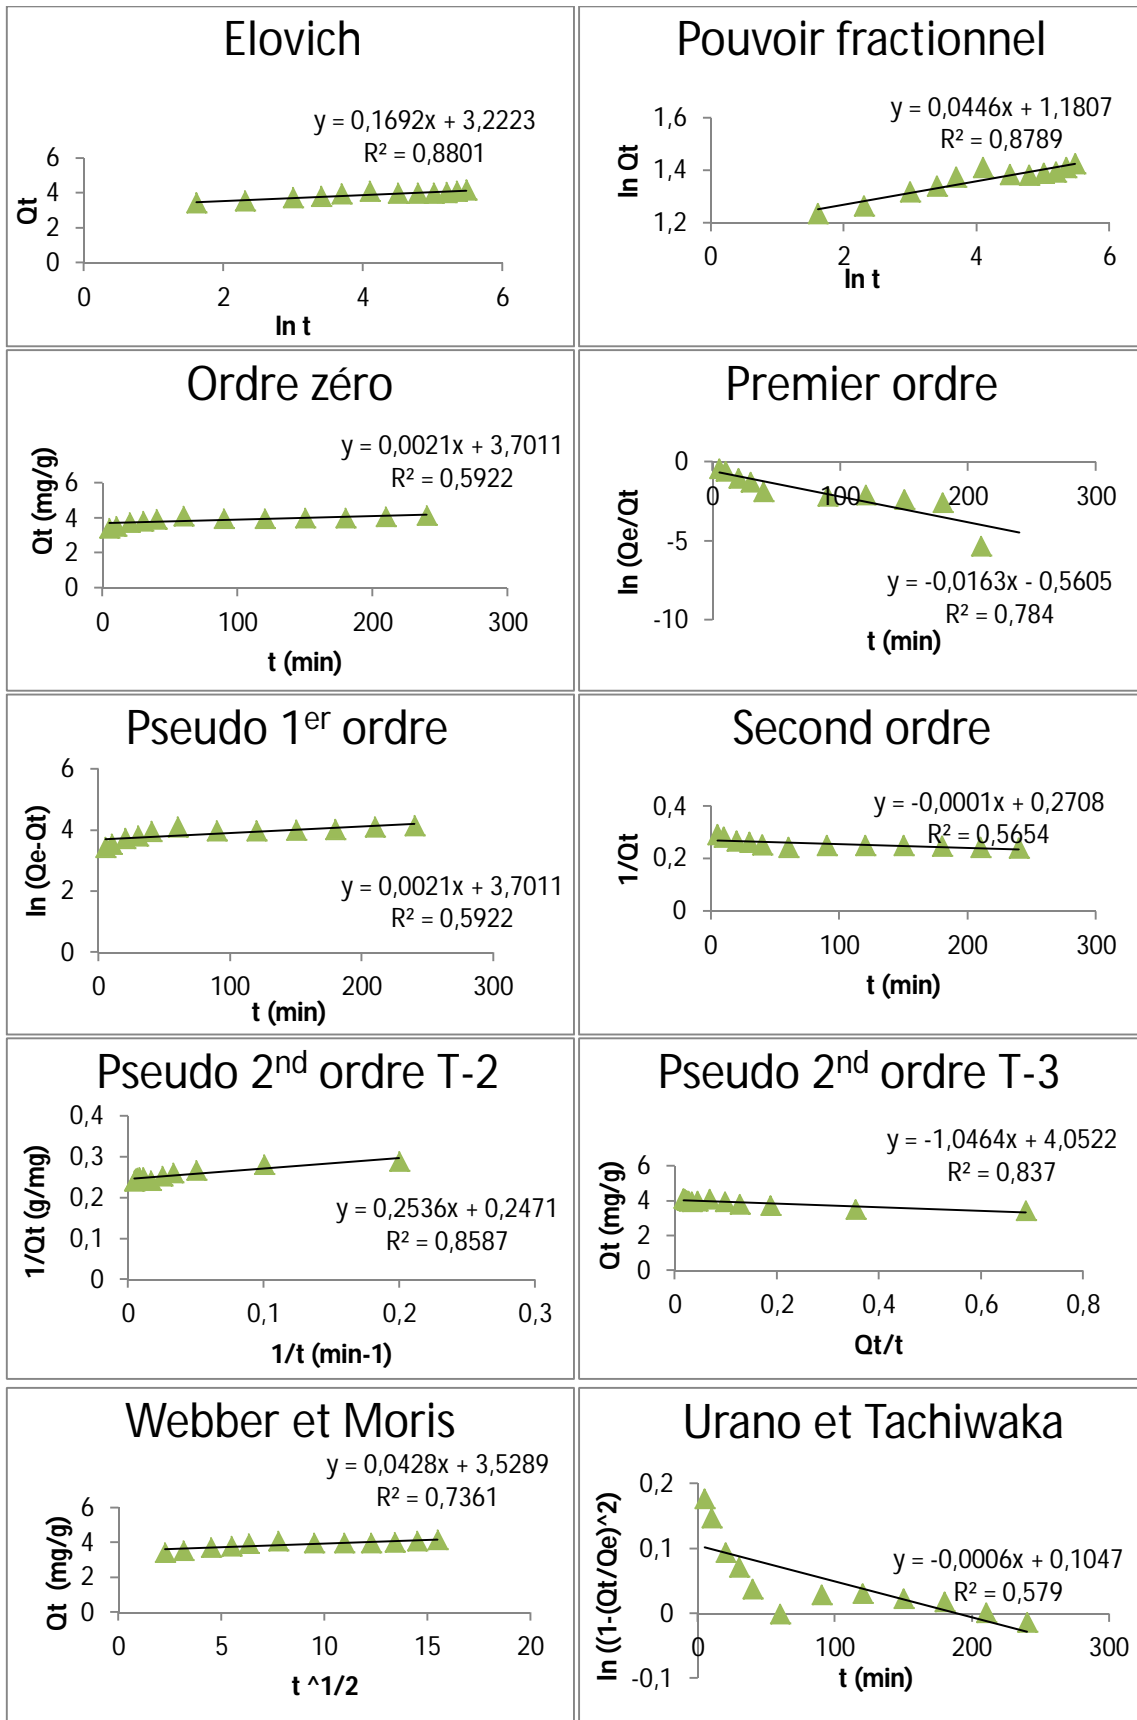 Elovich
y = 0,1692x + 3,2223
R² = 0,8801
6
4
2
0
Qt
0 2 4 6
ln t
Pouvoir fractionnel
y = 0,0446x + 1,1807
R² = 0,8789
1,6
1,4
1,2
ln Qt
0 2 4 6
ln t
Ordre zéro
y = 0,0021x + 3,7011
R² = 0,5922
6
4
2
0
Qt (mg/g)
0 100 200 300
t (min)
Premier ordre
0
-5
-10
ln (Qe/Qt)
0 100 200 300
y = -0,0163x - 0,5605
R² = 0,784
t (min)
Pseudo 1er ordre
6
4
2
0
ln (Qe-Qt)
y = 0,0021x + 3,7011
R² = 0,5922
0 100 200 300
t (min)
Second ordre
y = -0,0001x + 0,2708
R² = 0,5654
0,4
0,2
0
1/Qt
0 100 200 300
t (min)
Pseudo 2nd ordre T-2
0,4
0,3
0,2
0,1
0
1/Qt (g/mg)
y = 0,2536x + 0,2471
R² = 0,8587
0 0,1 0,2 0,3
1/t (min-1)
Pseudo 2nd ordre T-3
y = -1,0464x + 4,0522
R² = 0,837
6
4
2
0
Qt (mg/g)
0 0,2 0,4 0,6 0,8
Qt/t
Webber et Moris
y = 0,0428x + 3,5289
R² = 0,7361
6
4
2
0
Qt (mg/g)
0 5 10 15 20
t ^1/2
Urano et Tachiwaka
0,2
0,1
0
-0,1
ln ((1-(Qt/Qe)^2)
y = -0,0006x + 0,1047
R² = 0,579
0 100 200 300
t (min)